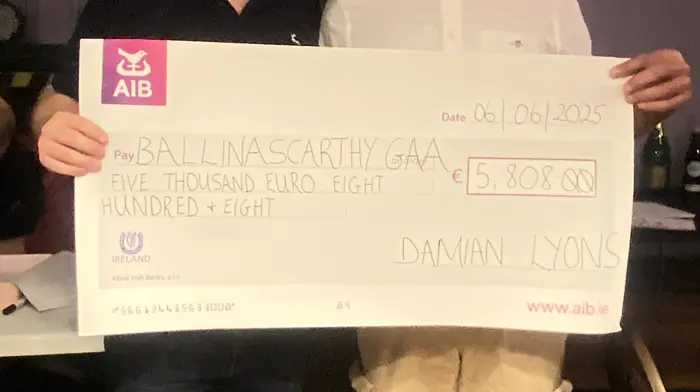 AIB
Date 06/06/2025
Pay BALLINASCARTHY GAA
FIVE THOUSAND EURO EIGHT
€ 5,808.00
HUNDRED + EIGHT
IRELAND
DAMIAN LYONS
Allied Irish Banks, p.l.c.
89
www.aib.ie